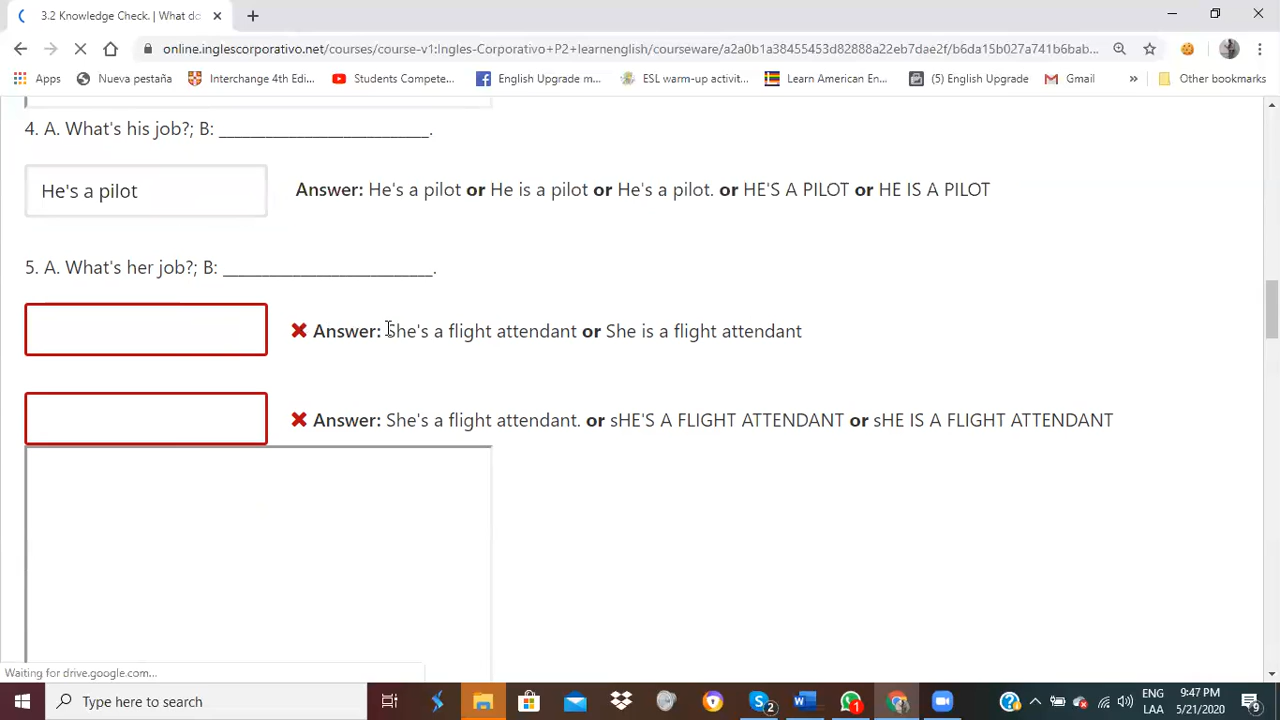 3.2 Knowledge Check. | What do
online.inglescorporativo.net/courses/course-v1:Ingles-Corporativo+P2+learnenglish/courseware/a2a0b1a38455453d82888a22eb7dae2f/b6da15b027a741b6bab...
Apps Nueva pestaña Interchange 4th Edi... Students Compete... English Upgrade m... ESL warm-up activit... Learn American En... (5) English Upgrade Gmail » Other bookmarks
4. A. What's his job?; B: ___________________________.
He's a pilot Answer: He's a pilot or He is a pilot or He's a pilot. or HE'S A PILOT or HE IS A PILOT
5. A. What's her job?; B: ___________________________.
Answer: She's a flight attendant or She is a flight attendant
Answer: She's a flight attendant. or sHE'S A FLIGHT ATTENDANT or sHE IS A FLIGHT ATTENDANT
Waiting for drive.google.com...
Type here to search 2 1 ENG 9:47 PM
LAA 5/21/2020 9